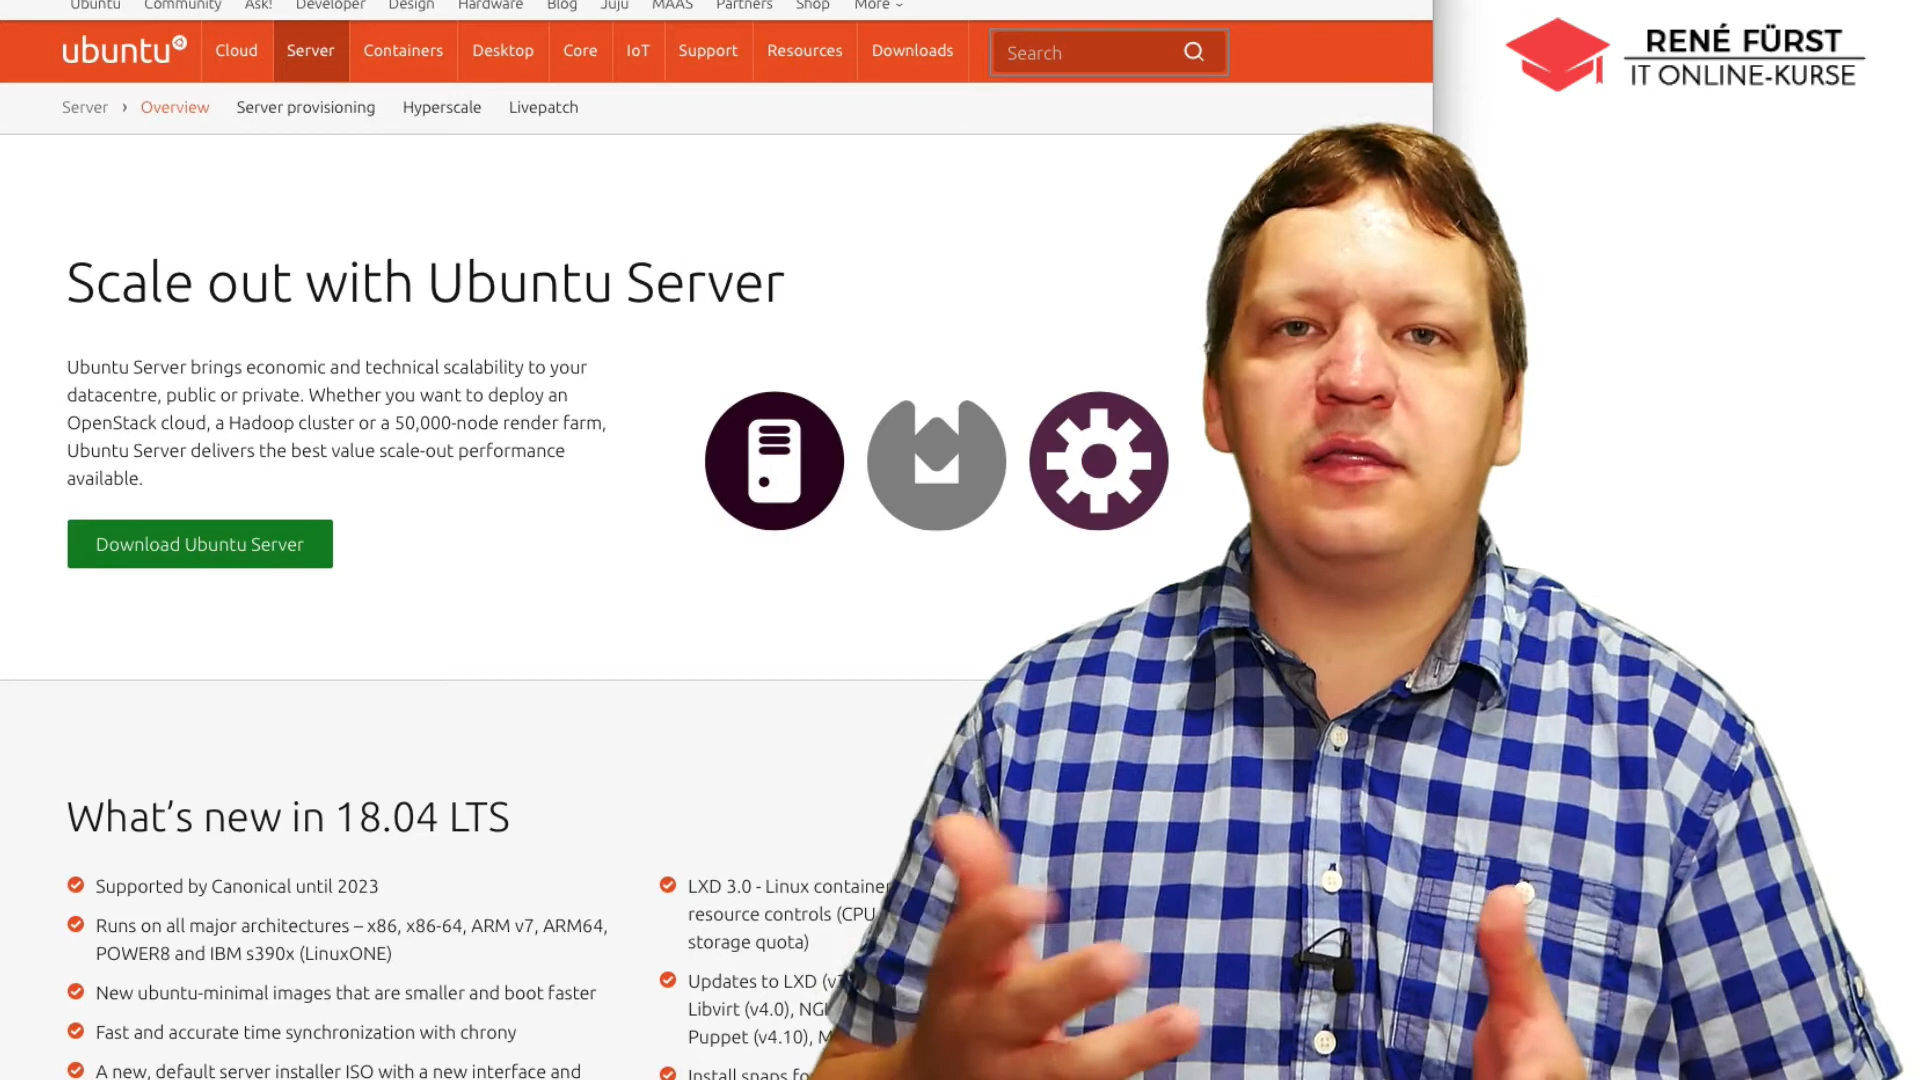 Ubuntu Community Ask! Developer Design Hardware Blog Juju MAAS Partners Shop More
ubuntu Cloud Server Containers Desktop Core IoT Support Resources Downloads Search
Server › Overview Server provisioning Hyperscale Livepatch
RENÉ FÜRST
IT ONLINE-KURSE
Scale out with Ubuntu Server
Ubuntu Server brings economic and technical scalability to your
datacentre, public or private. Whether you want to deploy an
OpenStack cloud, a Hadoop cluster or a 50,000-node render farm,
Ubuntu Server delivers the best value scale-out performance
available.
Download Ubuntu Server
What’s new in 18.04 LTS
Supported by Canonical until 2023
Runs on all major architectures – x86, x86-64, ARM v7, ARM64,
POWER8 and IBM s390x (LinuxONE)
New ubuntu-minimal images that are smaller and boot faster
Fast and accurate time synchronization with chrony
A new, default server installer ISO with a new interface and
LXD 3.0 - Linux container
resource controls (CPU
storage quota)
Updates to LXD
Libvirt (v4.0),
Puppet (v4.10),
Install snaps